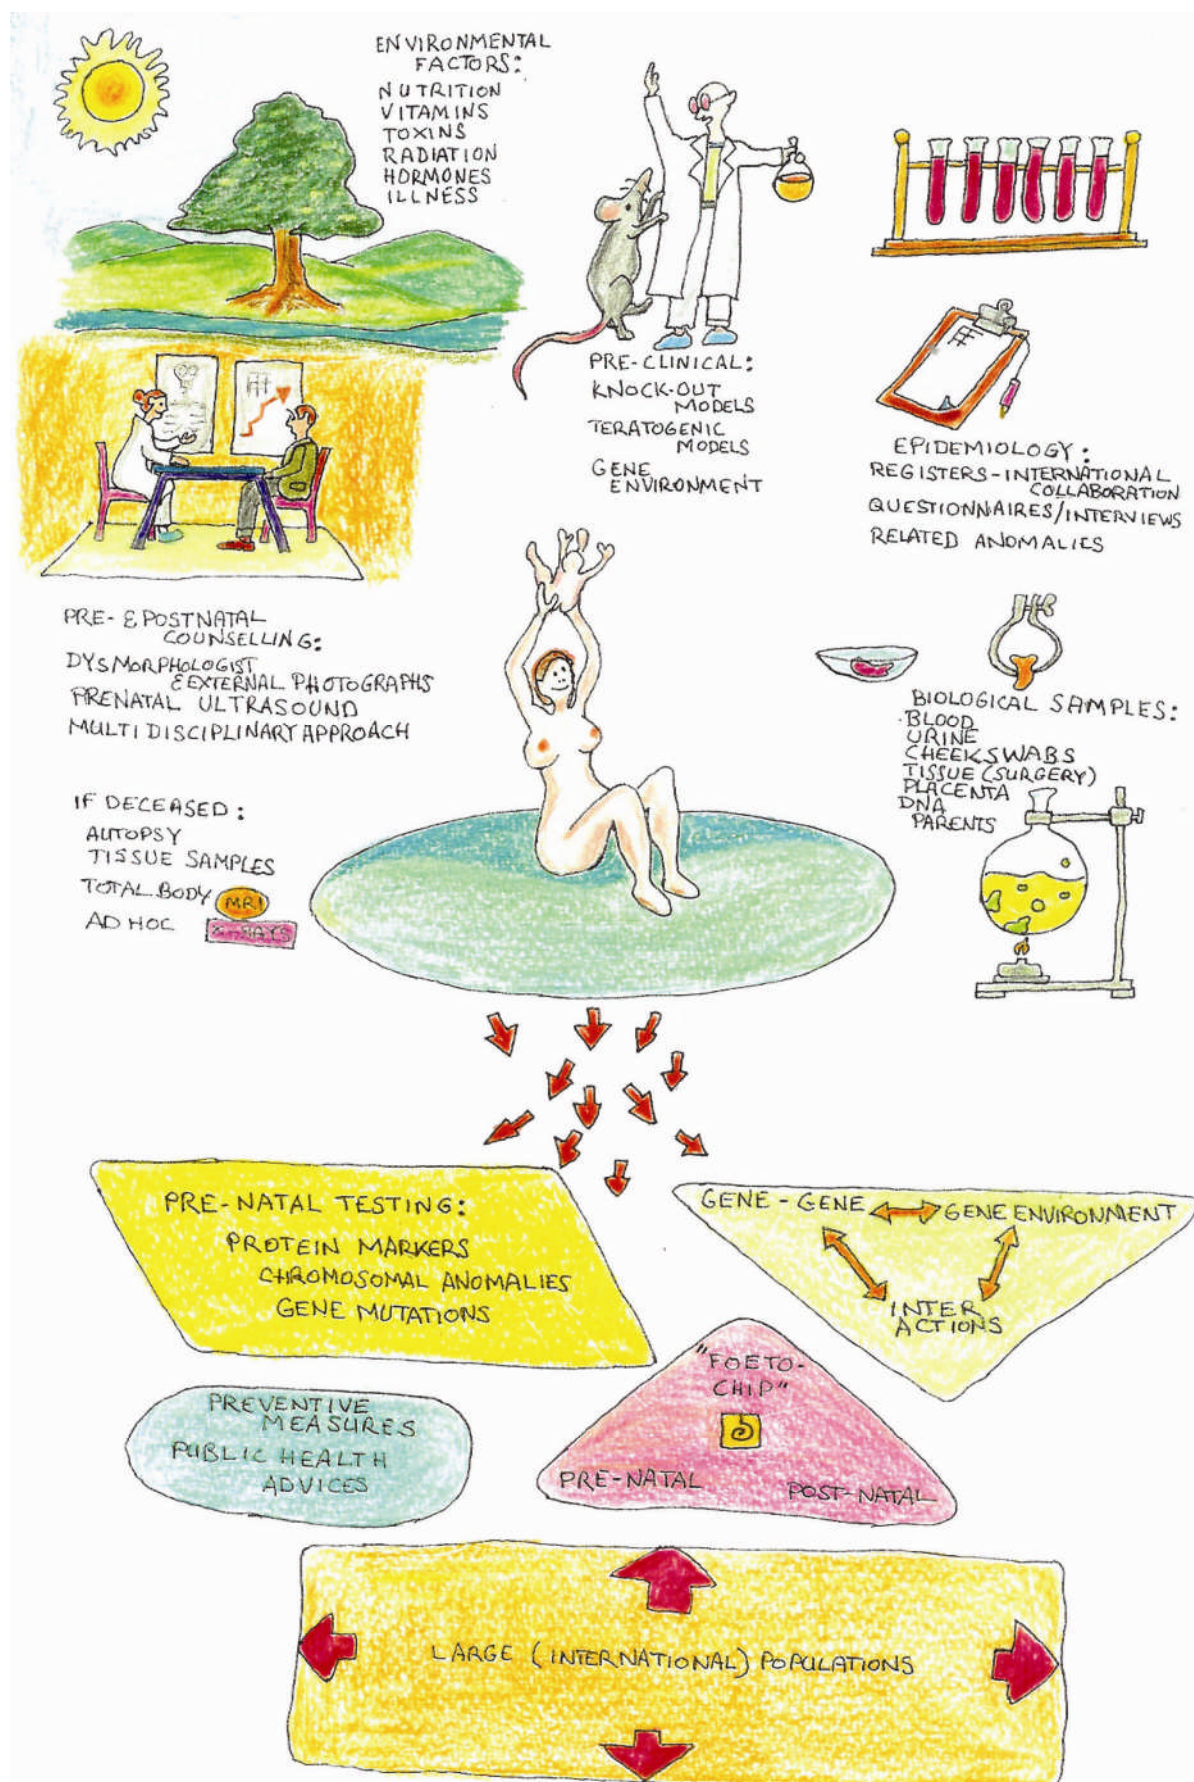 ENVIRONMENTAL
FACTORS:
NUTRITION
VITAMINS
TOXINS
RADIATION
HORMONES
ILLNESS
PRE-CLINICAL:
KNOCK-OUT
MODELS
TERATOGENIC
MODELS
GENE
ENVIRONMENT
EPIDEMIOLOGY:
REGISTERS-INTERNATIONAL
COLLABORATION
QUESTIONNAIRES/INTERVIEWS
RELATED ANOMALIES
PRE- & POSTNATAL
COUNSELLING:
DYSMORPHOLOGIST
& EXTERNAL PHOTOGRAPHS
PRENATAL ULTRASOUND
MULTIDISCIPLINARY APPROACH
IF DECEASED:
AUTOPSY
TISSUE SAMPLES
TOTAL BODY MRI
AD HOC X-RAYS
BIOLOGICAL SAMPLES:
BLOOD
URINE
CHEEKSWABS
TISSUE (SURGERY)
PLACENTA
DNA
PARENTS
PRE-NATAL TESTING:
PROTEIN MARKERS
CHROMOSOMAL ANOMALIES
GENE MUTATIONS
GENE-GENE GENE ENVIRONMENT
INTER
ACTIONS
"FOETO-
CHIP"
PRE-NATAL POST-NATAL
PREVENTIVE
MEASURES
PUBLIC HEALTH
ADVICES
LARGE (INTERNATIONAL) POPULATIONS